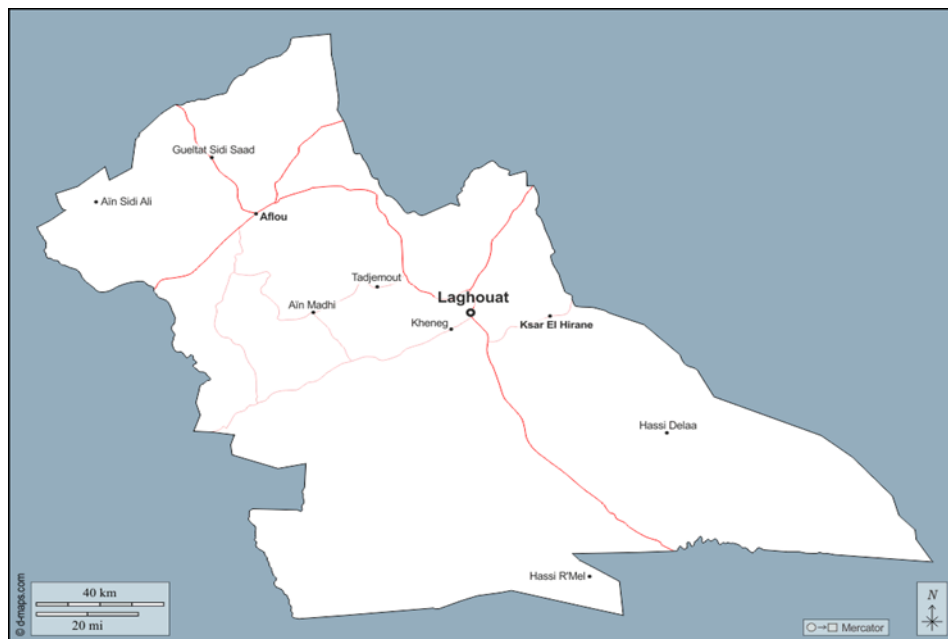 Gueltat Sidi Saad
Aïn Sidi Ali
Aflou
Tadjemout
Laghouat
Aïn Madhi
Kheneg
Ksar El Hirane
Hassi Delaa
Hassi R'Mel
40 km
20 mi
© d-maps.com
N
Mercator